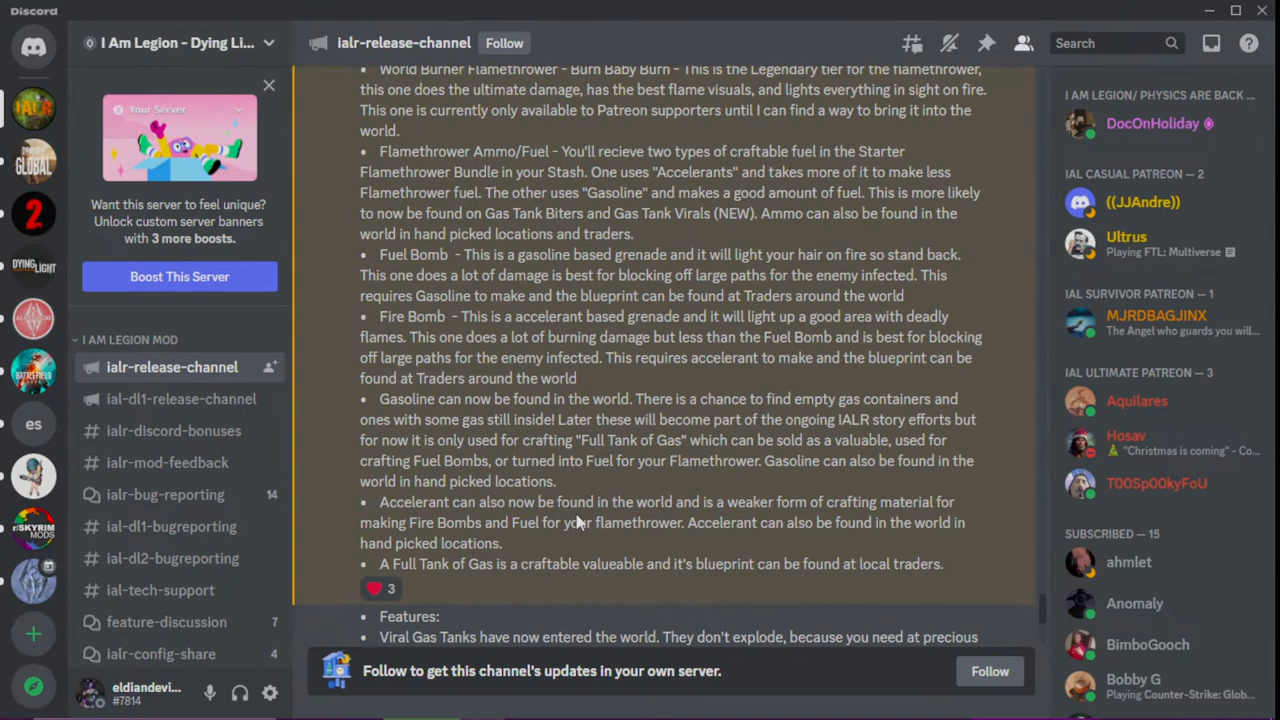 Discord
I Am Legion - Dying Li...
Your Server
Want this server to feel unique?
Unlock custom server banners
with 3 more boosts.
Boost This Server
I AM LEGION MOD
ialr-release-channel
ial-dl1-release-channel
ialr-discord-bonuses
ialr-mod-feedback
ialr-bug-reporting 14
ial-dl1-bugreporting
ial-dl2-bugreporting
ial-tech-support
feature-discussion 7
ialr-config-share 4
eldiandevi...
#7814
GLOBAL
2
DYING LIGHT
es
r/SKYRIM
MODS
ialr-release-channel
Follow
Search
• World Burner Flamethrower - Burn Baby Burn - This is the Legendary tier for the flamethrower,
this one does the ultimate damage, has the best flame visuals, and lights everything in sight on fire.
This one is currently only available to Patreon supporters until I can find a way to bring it into the
world.
• Flamethrower Ammo/Fuel - You'll recieve two types of craftable fuel in the Starter
Flamethrower Bundle in your Stash. One uses "Accelerants" and takes more of it to make less
Flamethrower fuel. The other uses "Gasoline" and makes a good amount of fuel. This is more likely
to now be found on Gas Tank Biters and Gas Tank Virals (NEW). Ammo can also be found in the
world in hand picked locations and traders.
• Fuel Bomb - This is a gasoline based grenade and it will light your hair on fire so stand back.
This one does a lot of damage is best for blocking off large paths for the enemy infected. This
requires Gasoline to make and the blueprint can be found at Traders around the world
• Fire Bomb - This is a accelerant based grenade and it will light up a good area with deadly
flames. This one does a lot of burning damage but less than the Fuel Bomb and is best for blocking
off large paths for the enemy infected. This requires accelerant to make and the blueprint can be
found at Traders around the world
• Gasoline can now be found in the world. There is a chance to find empty gas containers and
ones with some gas still inside! Later these will become part of the ongoing IALR story efforts but
for now it is only used for crafting "Full Tank of Gas" which can be sold as a valuable, used for
crafting Fuel Bombs, or turned into Fuel for your Flamethrower. Gasoline can also be found in the
world in hand picked locations.
• Accelerant can also now be found in the world and is a weaker form of crafting material for
making Fire Bombs and Fuel for your flamethrower. Accelerant can also be found in the world in
hand picked locations.
• A Full Tank of Gas is a craftable valueable and it's blueprint can be found at local traders.
3
• Features:
• Viral Gas Tanks have now entered the world. They don't explode, because you need at precious
Follow to get this channel's updates in your own server.
Follow
I AM LEGION/ PHYSICS ARE BACK ...
DocOnHoliday
IAL CASUAL PATREON — 2
((JJAndre))
Ultrus
Playing FTL: Multiverse
IAL SURVIVOR PATREON — 1
MJRDBAGJINX
The Angel who guards you wil...
IAL ULTIMATE PATREON — 3
Aquilares
Hosav
"Christmas is coming" - Co...
T00Sp00kyFoU
SUBSCRIBED — 15
ahmlet
Anomaly
BimboGooch
Bobby G
Playing Counter-Strike: Glob...